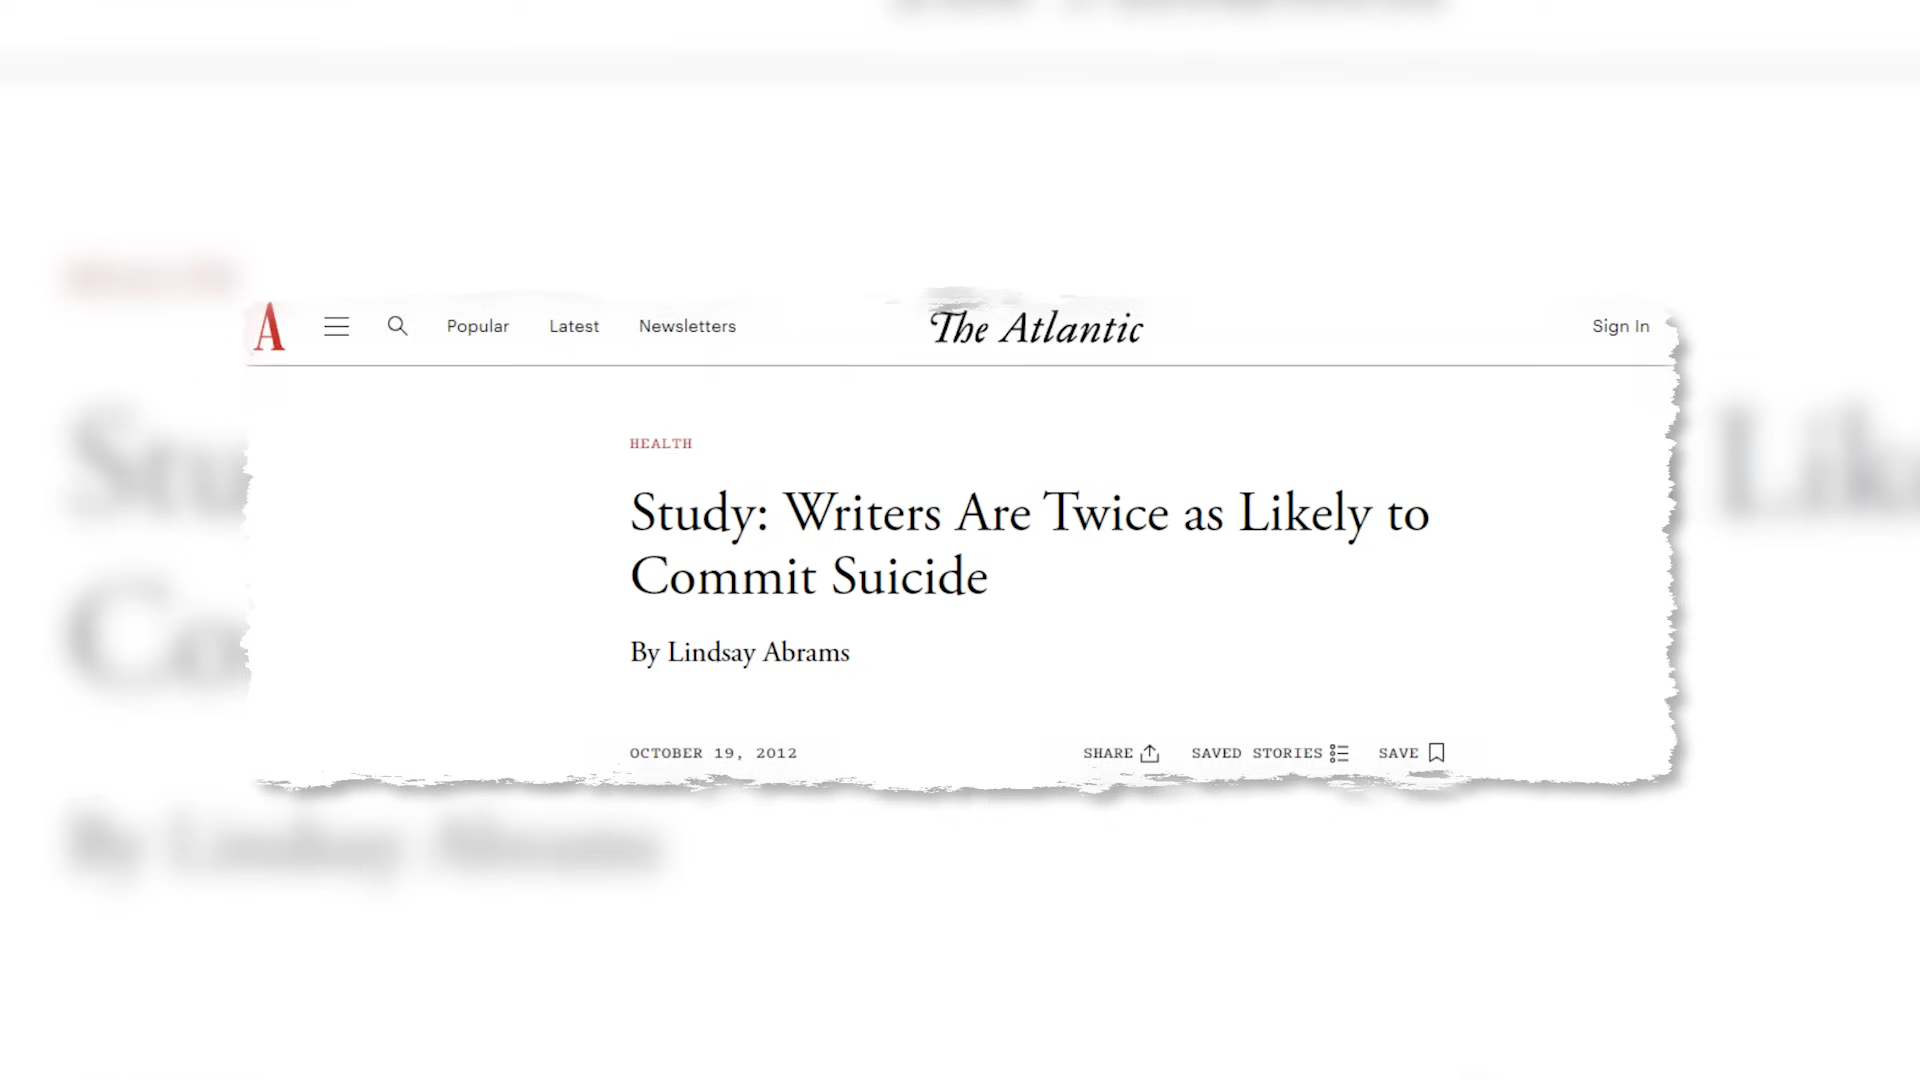 A Popular Latest Newsletters The Atlantic Sign In
HEALTH
Study: Writers Are Twice as Likely to
Commit Suicide
By Lindsay Abrams
OCTOBER 19, 2012 SHARE SAVED STORIES SAVE